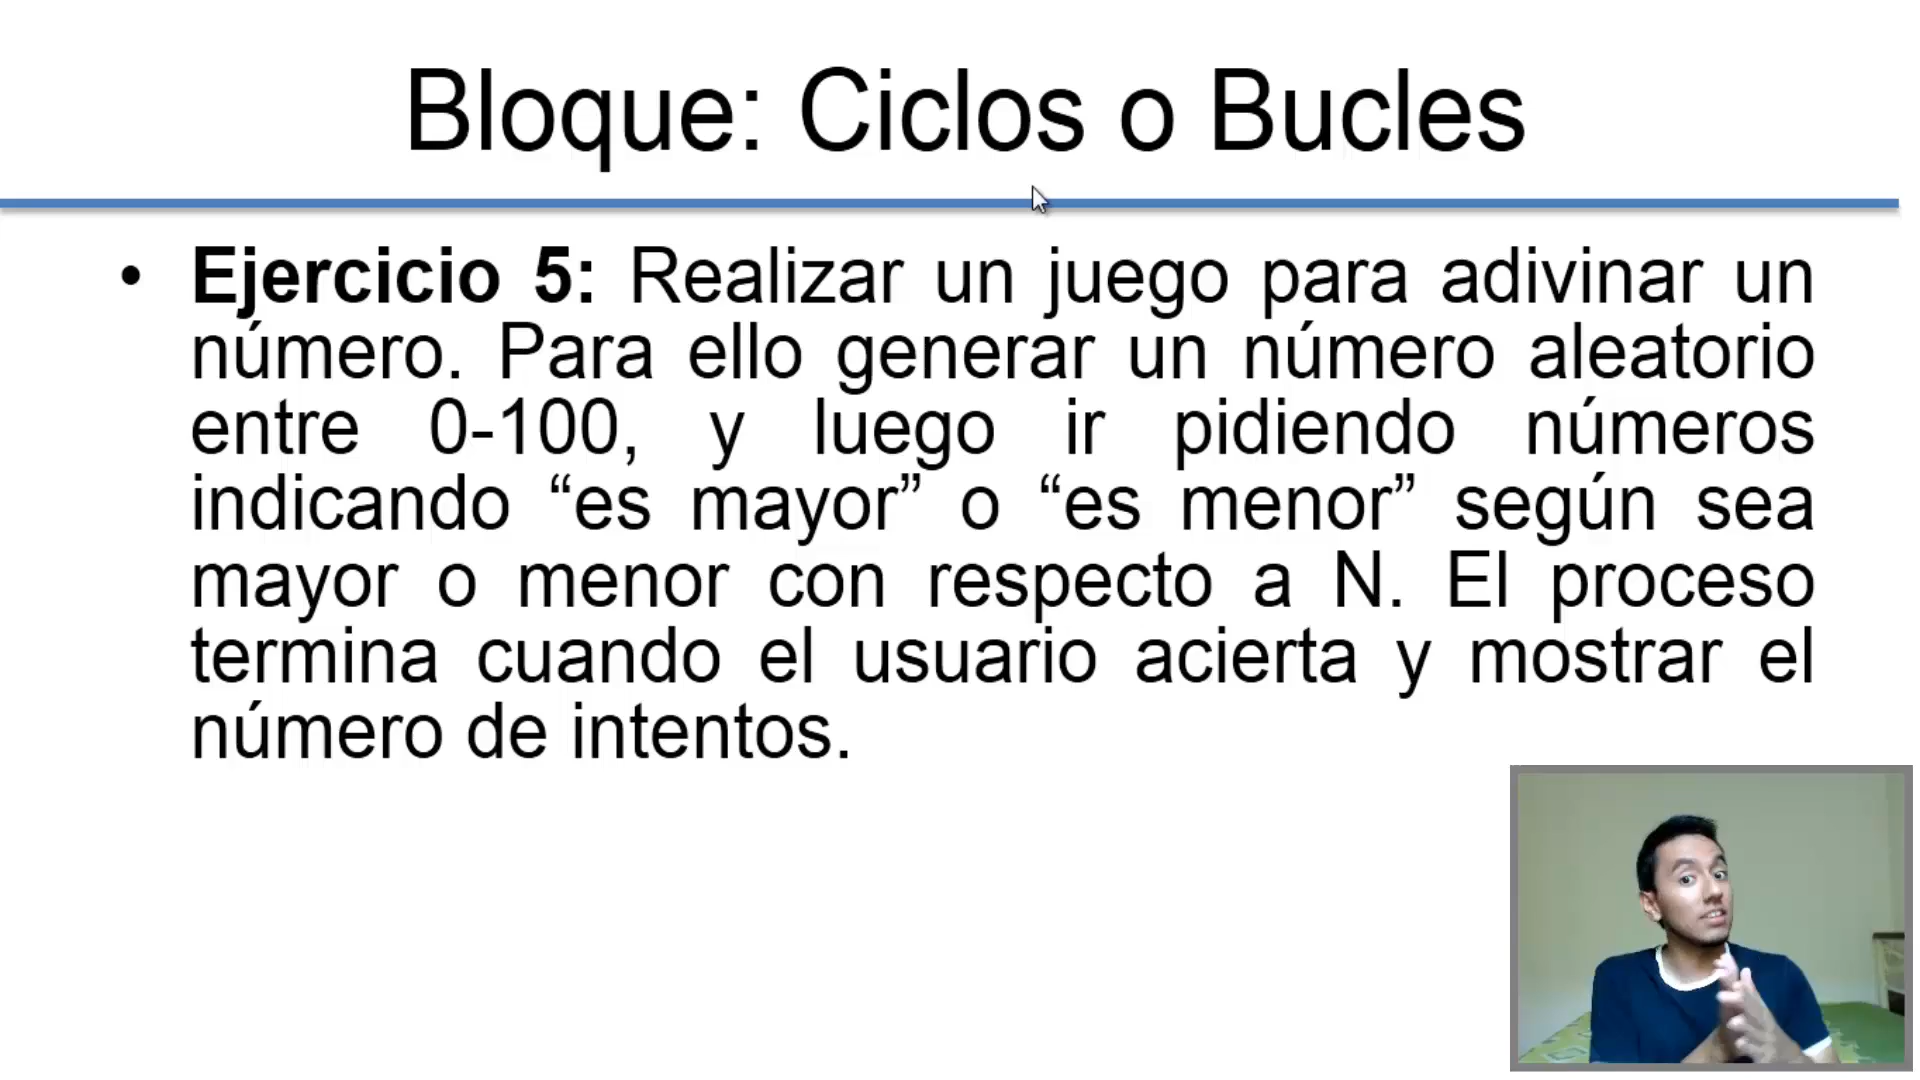 Bloque: Ciclos o Bucles
• Ejercicio 5: Realizar un juego para adivinar un
número. Para ello generar un número aleatorio
entre 0-100, y luego ir pidiendo números
indicando “es mayor” o “es menor” según sea
mayor o menor con respecto a N. El proceso
termina cuando el usuario acierta y mostrar el
número de intentos.